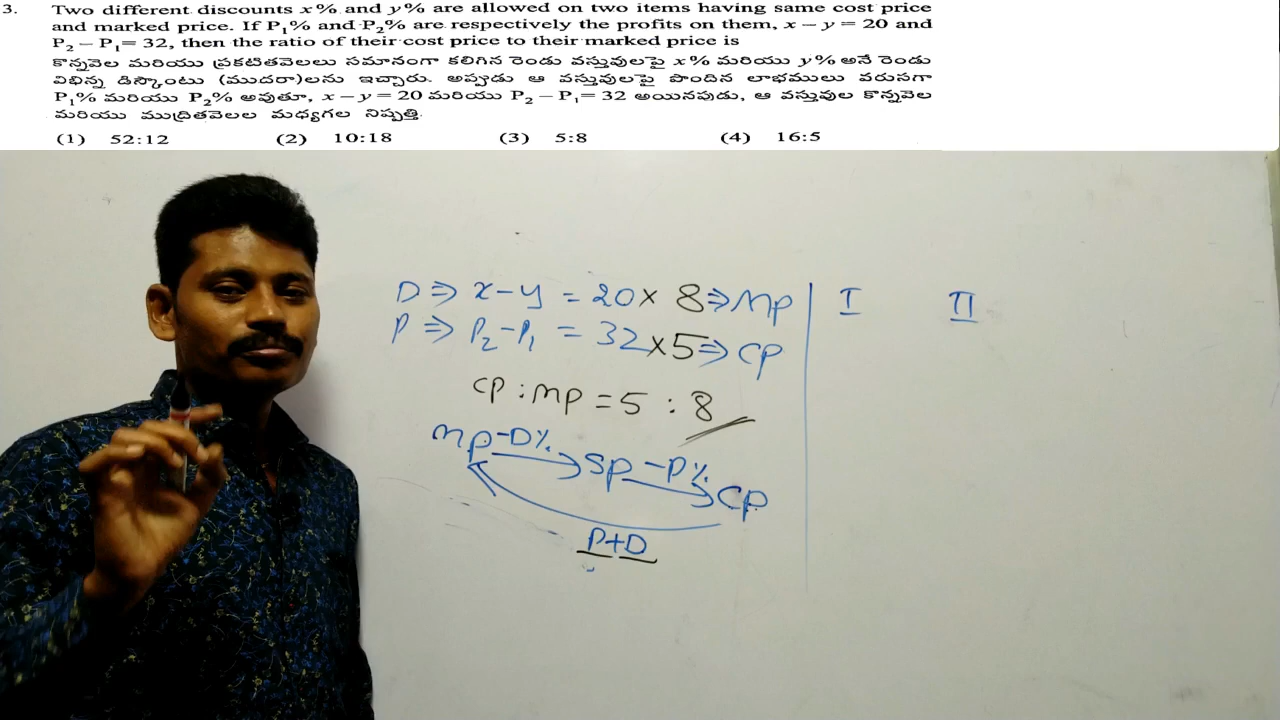 3. Two different discounts x% and y% are allowed on two items having same cost price
and marked price. If P₁% and P₂% are respectively the profits on them, x – y = 20 and
P₂ – P₁= 32, then the ratio of their cost price to their marked price is
కొన్నవెల మరియు ప్రకటితవెలలు సమానంగా కలిగిన రెండు వస్తువులపై x% మరియు y% అనే రెండు
విభిన్న డిస్కౌంటు (ముదరా)లను ఇచ్చారు. అప్పుడు ఆ వస్తువులపై పొందిన లాభములు వరుసగా
P₁% మరియు P₂% అవుతూ, x – y = 20 మరియు P₂ – P₁= 32 అయినపుడు, ఆ వస్తువుల కొన్నవెల
మరియు ముద్రితవెలల మధ్యగల నిష్పత్తి.
(1) 52:12 (2) 10:18 (3) 5:8 (4) 16:5
D ⇒ x-y = 20 × 8 ⇒ MP I II
P ⇒ P₂-P₁ = 32 × 5 ⇒ CP
CP : MP = 5 : 8
MP -D% SP -P% CP
P+D